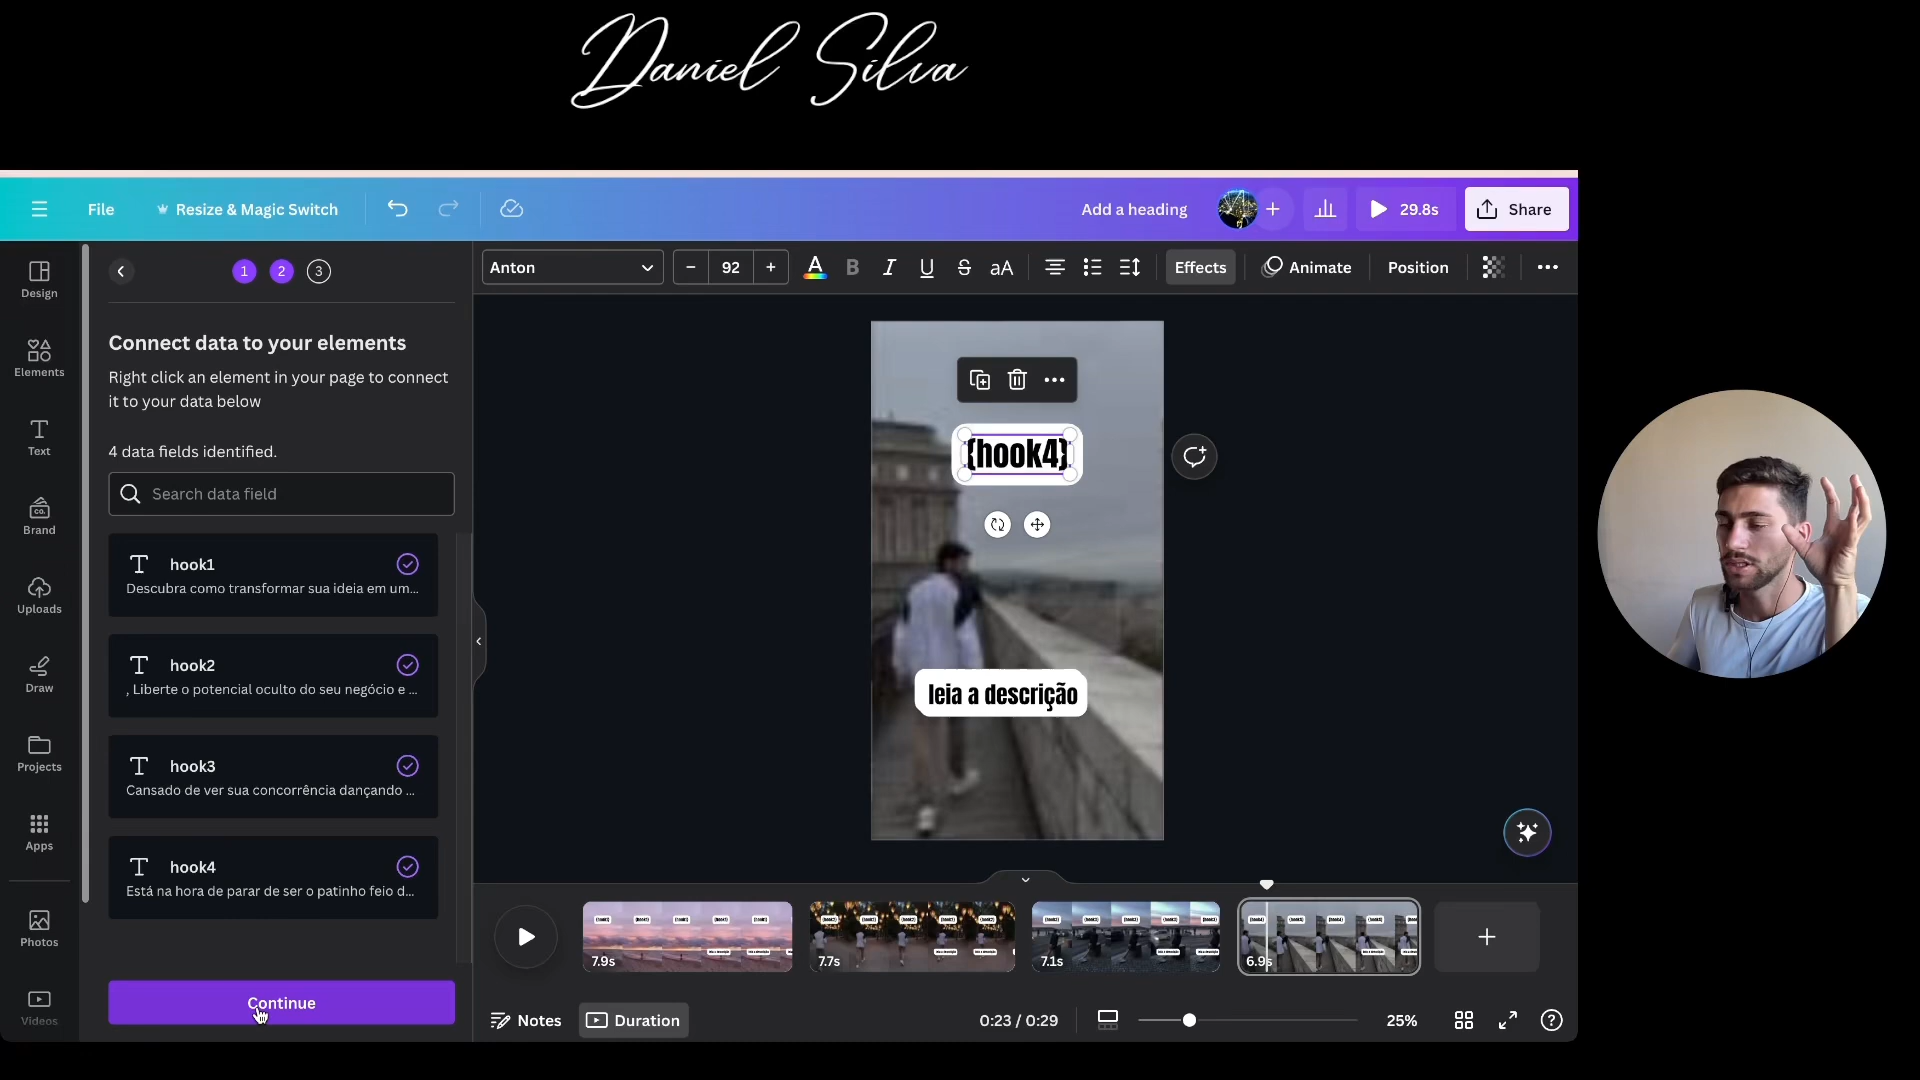 Daniel Silva
File
Resize & Magic Switch
Add a heading
29.8s
Share
Design
Elements
Text
Brand
Uploads
Draw
Projects
Apps
Photos
Videos
1
2
3
Connect data to your elements
Right click an element in your page to connect
it to your data below
4 data fields identified.
Search data field
hook1
Descubra como transformar sua ideia em um...
hook2
, Liberte o potencial oculto do seu negócio e ...
hook3
Cansado de ver sua concorrência dançando ...
hook4
Está na hora de parar de ser o patinho feio d...
Continue
Anton
92
Effects
Animate
Position
{hook4}
leia a descrição
7.9s
7.7s
7.1s
6.9s
Notes
Duration
0:23 / 0:29
25%